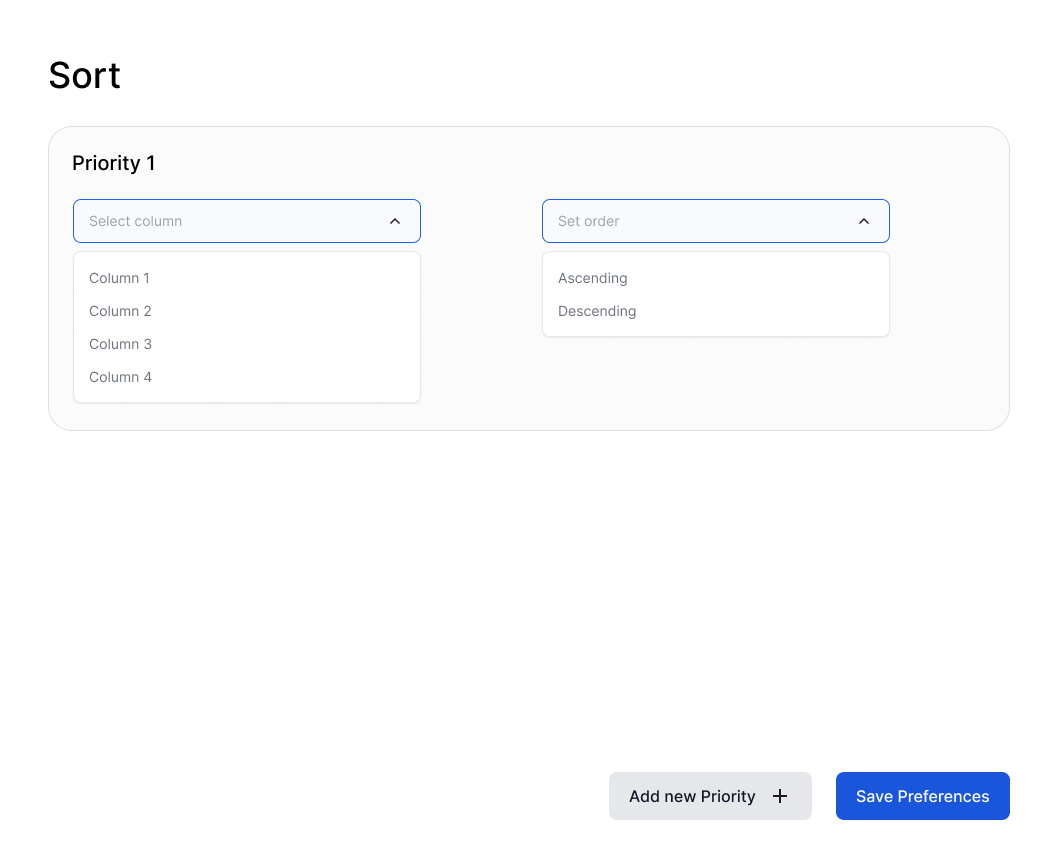 Sort
Priority 1
Select column
Set order
Column 1
Column 2
Column 3
Column 4
Ascending
Descending
Add new Priority
Save Preferences